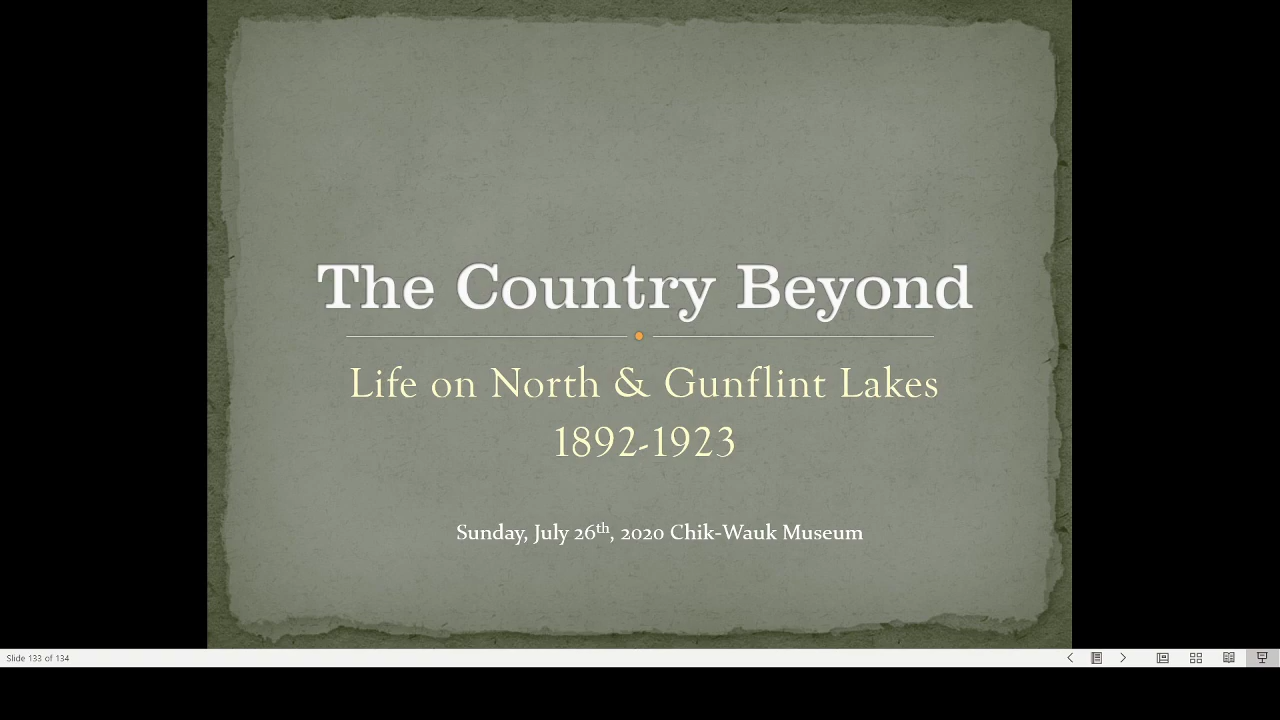 The Country Beyond
Life on North & Gunflint Lakes
1892-1923
Sunday, July 26th, 2020 Chik-Wauk Museum
Slide 133 of 134